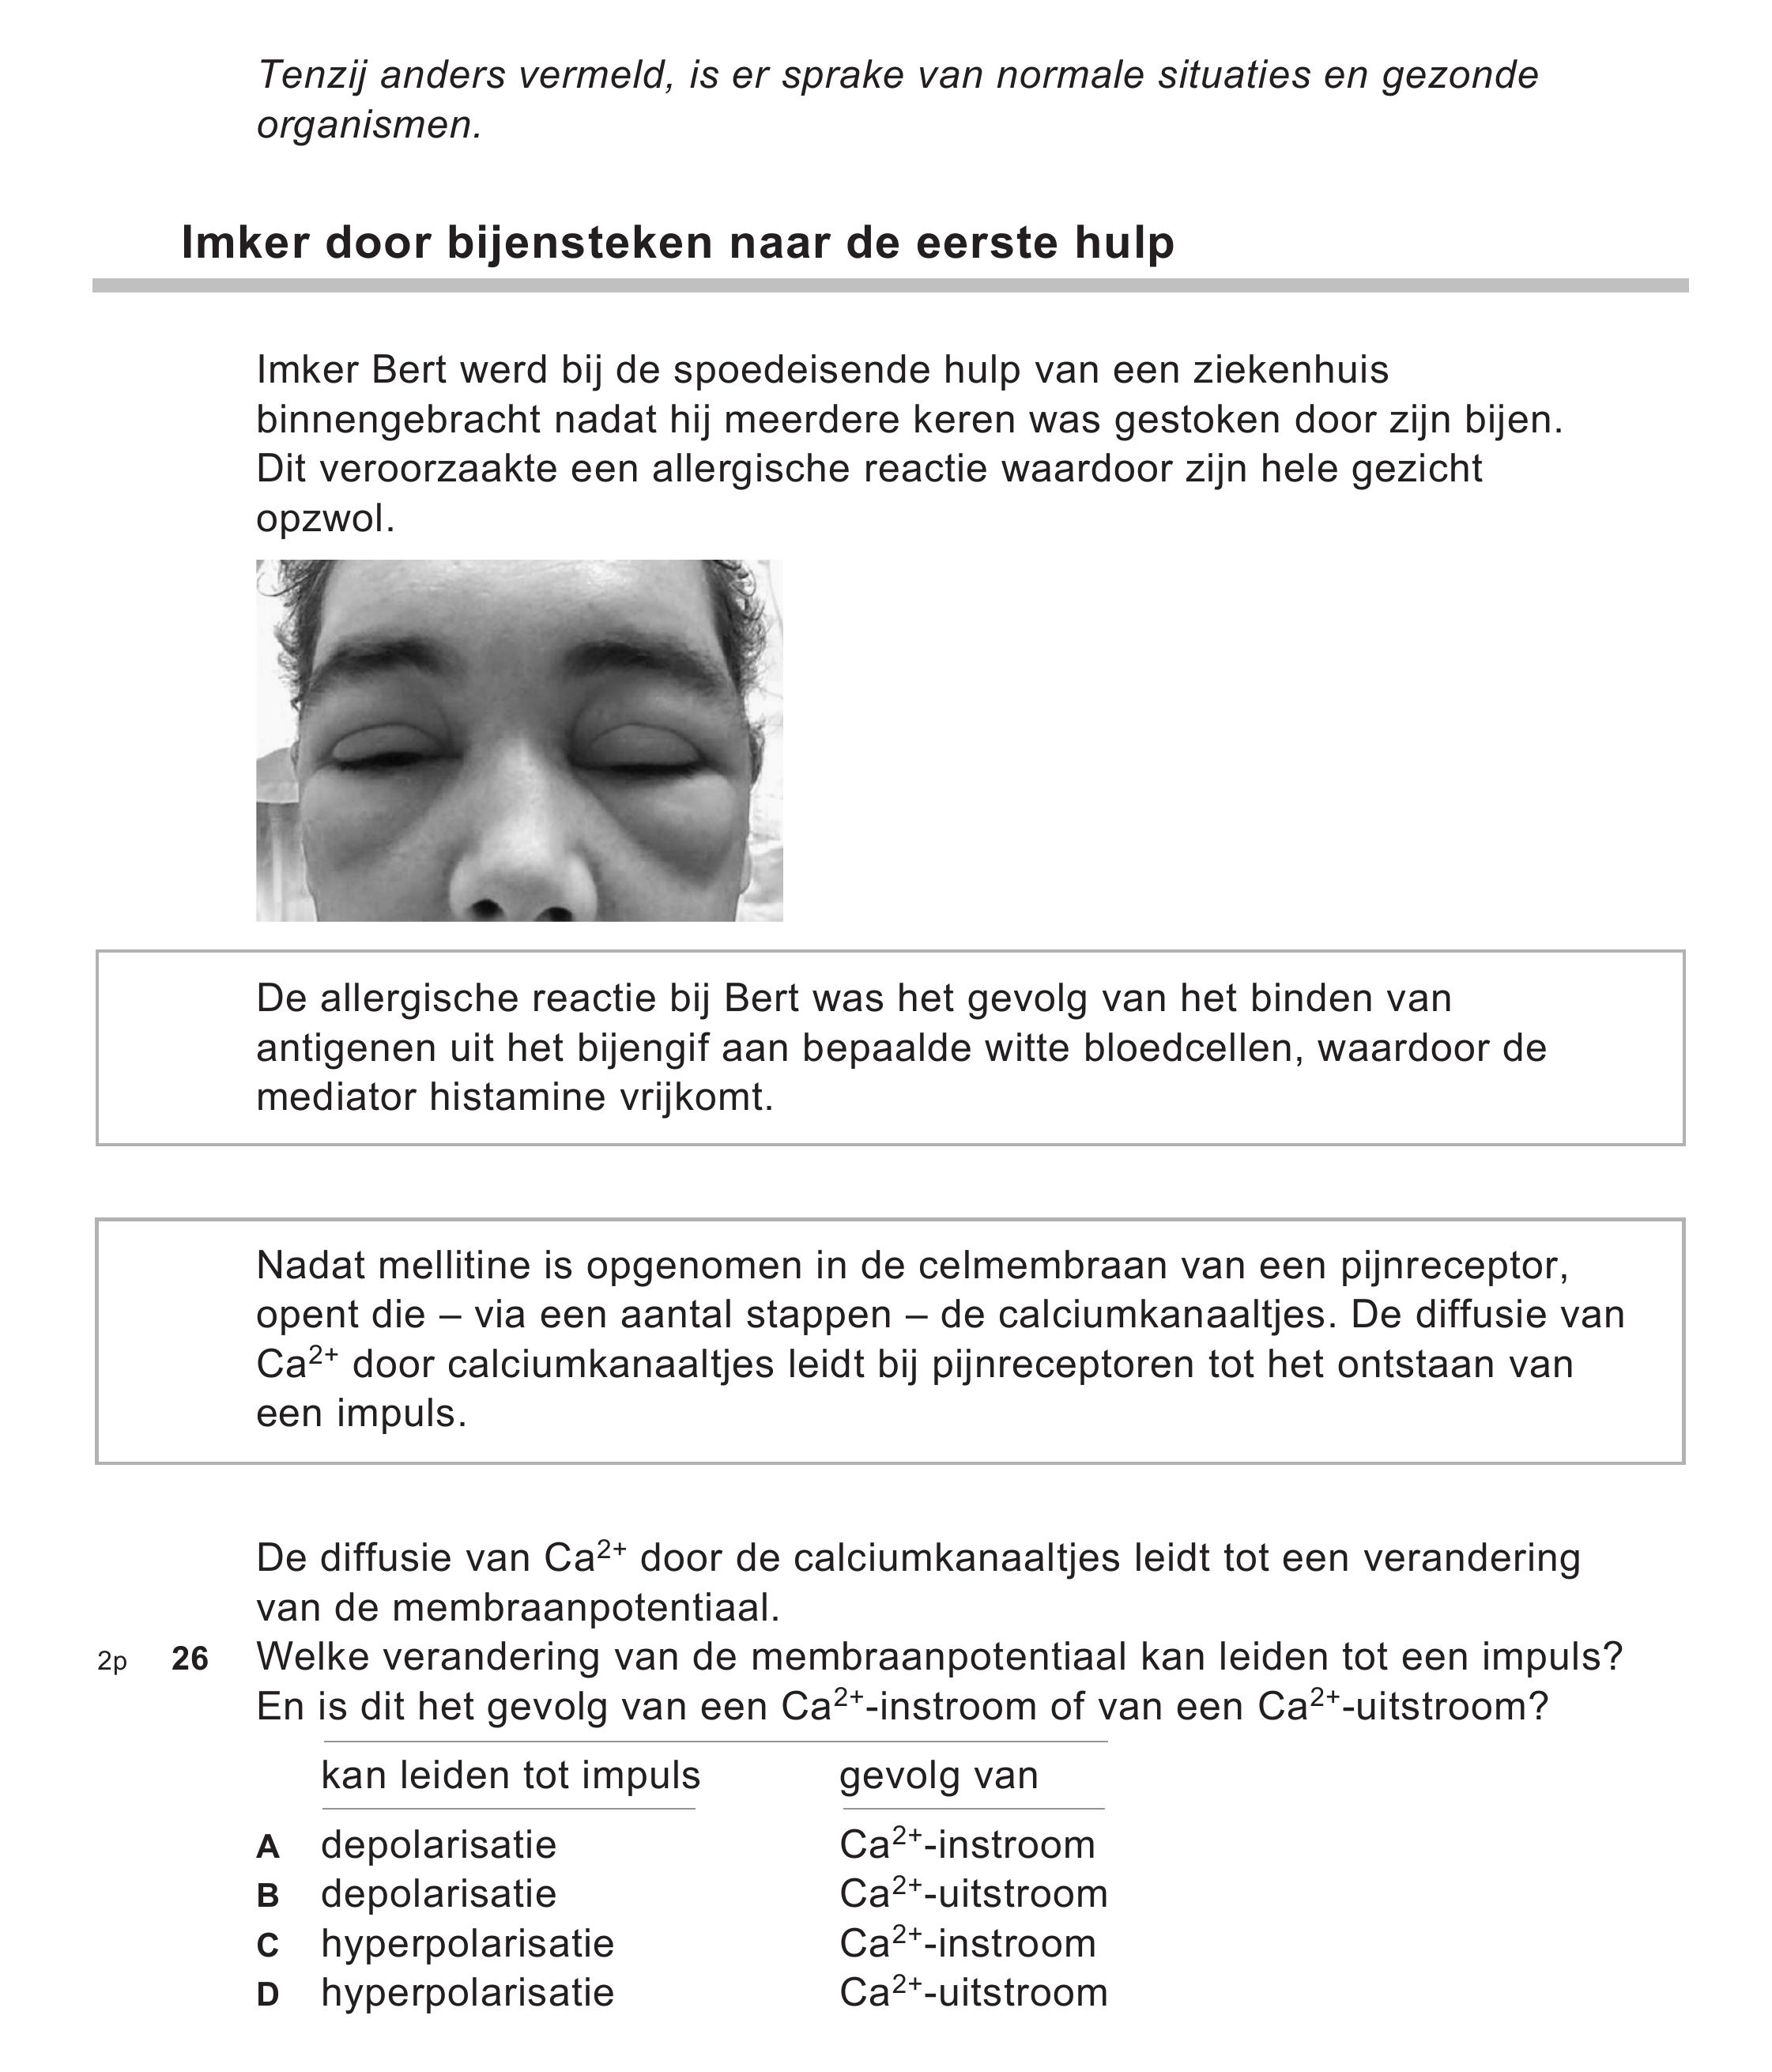 Tenzij anders vermeld, is er sprake van normale situaties en gezonde
organismen.
Imker door bijensteken naar de eerste hulp
Imker Bert werd bij de spoedeisende hulp van een ziekenhuis
binnengebracht nadat hij meerdere keren was gestoken door zijn bijen.
Dit veroorzaakte een allergische reactie waardoor zijn hele gezicht
opzwol.
De allergische reactie bij Bert was het gevolg van het binden van
antigenen uit het bijengif aan bepaalde witte bloedcellen, waardoor de
mediator histamine vrijkomt.
Nadat mellitine is opgenomen in de celmembraan van een pijnreceptor,
opent die – via een aantal stappen – de calciumkanaaltjes. De diffusie van
Ca²⁺ door calciumkanaaltjes leidt bij pijnreceptoren tot het ontstaan van
een impuls.
De diffusie van Ca²⁺ door de calciumkanaaltjes leidt tot een verandering
van de membraanpotentiaal.
2p 26 Welke verandering van de membraanpotentiaal kan leiden tot een impuls?
En is dit het gevolg van een Ca²⁺-instroom of van een Ca²⁺-uitstroom?
kan leiden tot impuls gevolg van
A depolarisatie Ca²⁺-instroom
B depolarisatie Ca²⁺-uitstroom
C hyperpolarisatie Ca²⁺-instroom
D hyperpolarisatie Ca²⁺-uitstroom